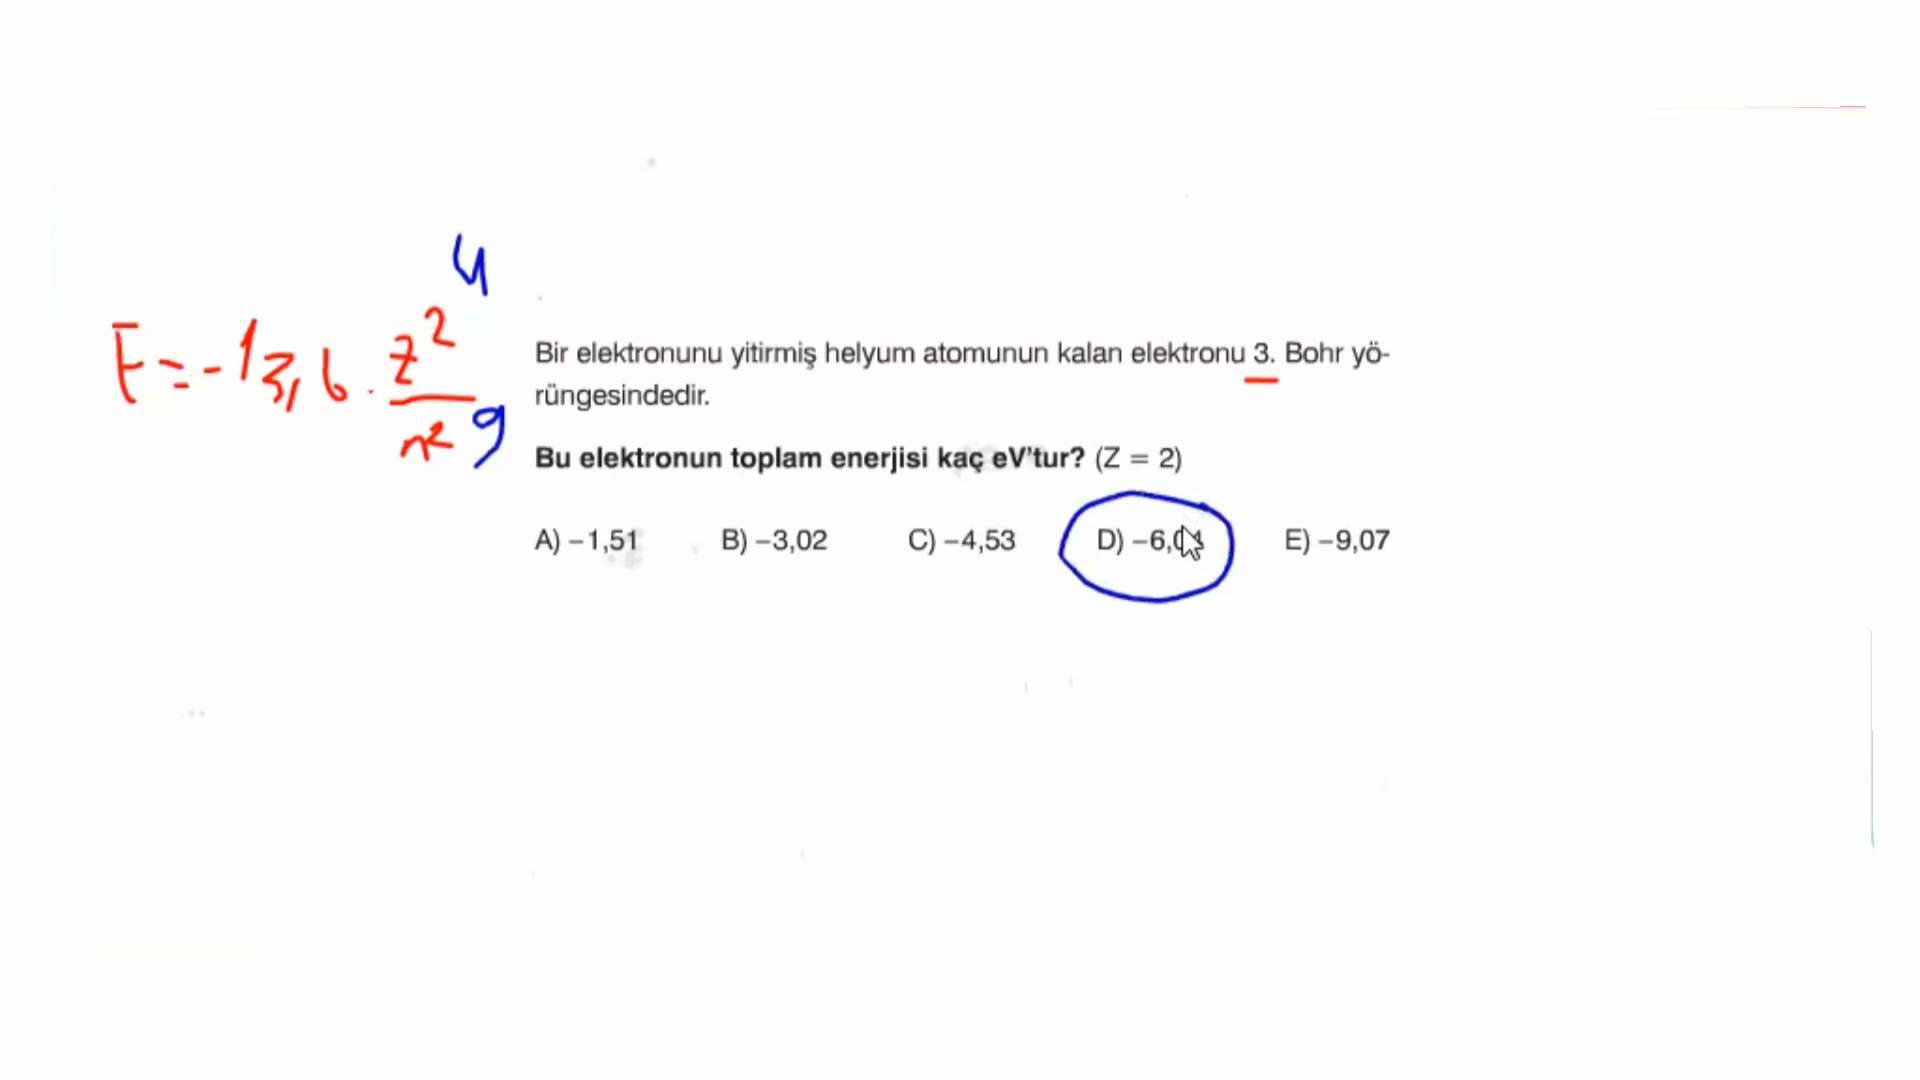 4
E = -13,6 . z²
n² 9
Bir elektronunu yitirmiş helyum atomunun kalan elektronu 3. Bohr yö-
rüngesindedir.
Bu elektronun toplam enerjisi kaç eV'tur? (Z = 2)
A) –1,51 B) –3,02 C) –4,53 D) E) –9,07